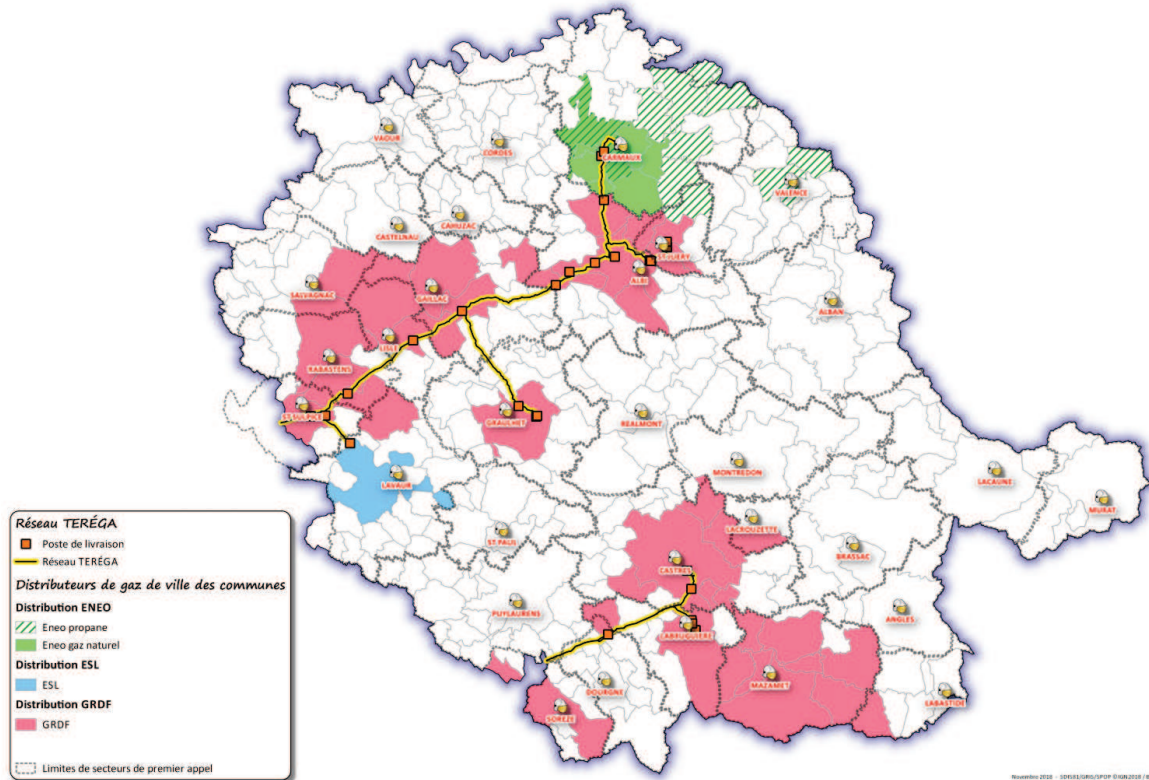 VAOUR
CORDES
CARMAUX
VALENCE
CASTELNAU
CAHUZAC
ST JUERY
ALBI
SALVAGNAC
GAILLAC
ALBAN
LISLE
RABASTENS
ST SULPICE
GRAULHET
REALMONT
MONTREDON
LACAUNE
LAVAUR
MURAT
LACROUZETTE
ST PAUL
BRASSAC
CASTRES
PUYLAURENS
ANGLES
LABRUGUIERE
MAZAMET
DOURGNE
LABASTIDE
SOREZE
Réseau TERÉGA
Poste de livraison
Réseau TERÉGA
Distributeurs de gaz de ville des communes
Distribution ENEO
Eneo propane
Eneo gaz naturel
Distribution ESL
ESL
Distribution GRDF
GRDF
Limites de secteurs de premier appel